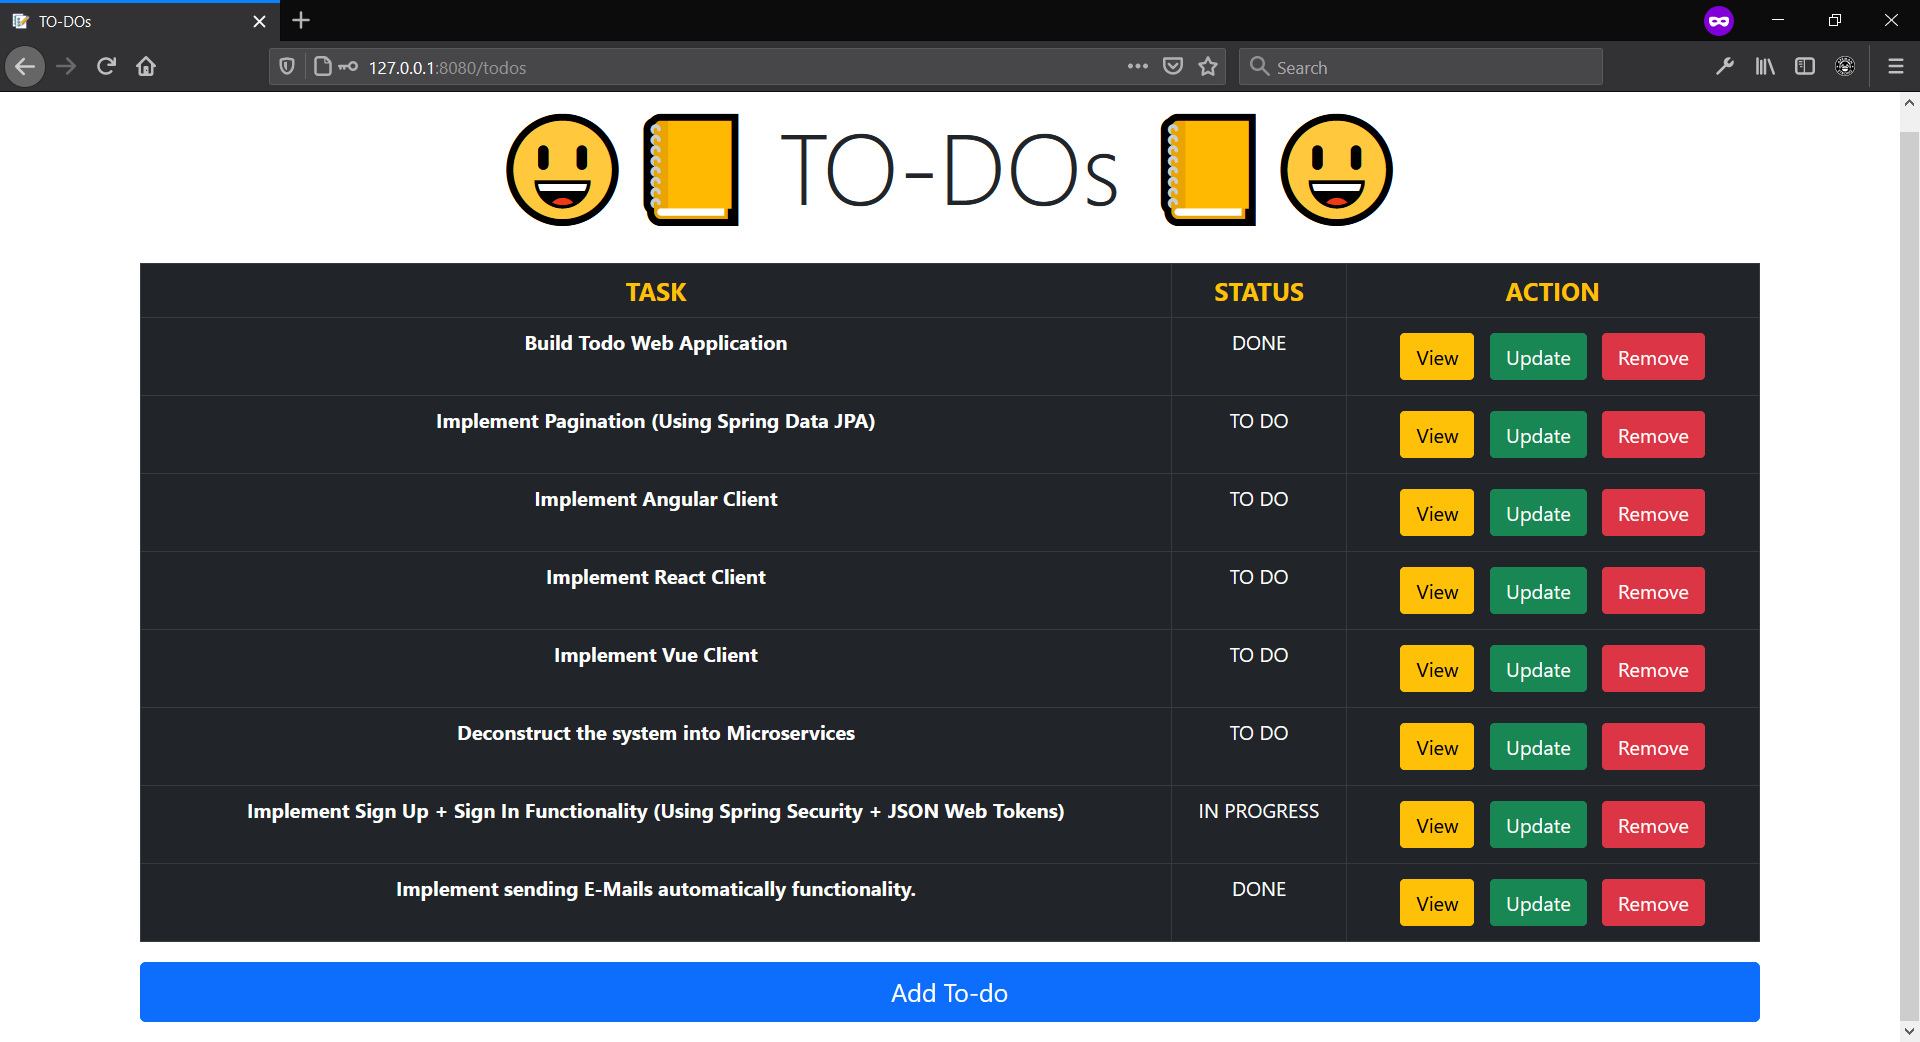 TO-DOs
127.0.0.1:8080/todos
Search
TO-DOs
TASK STATUS ACTION
Build Todo Web Application DONE View Update Remove
Implement Pagination (Using Spring Data JPA) TO DO View Update Remove
Implement Angular Client TO DO View Update Remove
Implement React Client TO DO View Update Remove
Implement Vue Client TO DO View Update Remove
Deconstruct the system into Microservices TO DO View Update Remove
Implement Sign Up + Sign In Functionality (Using Spring Security + JSON Web Tokens) IN PROGRESS View Update Remove
Implement sending E-Mails automatically functionality. DONE View Update Remove
Add To-do